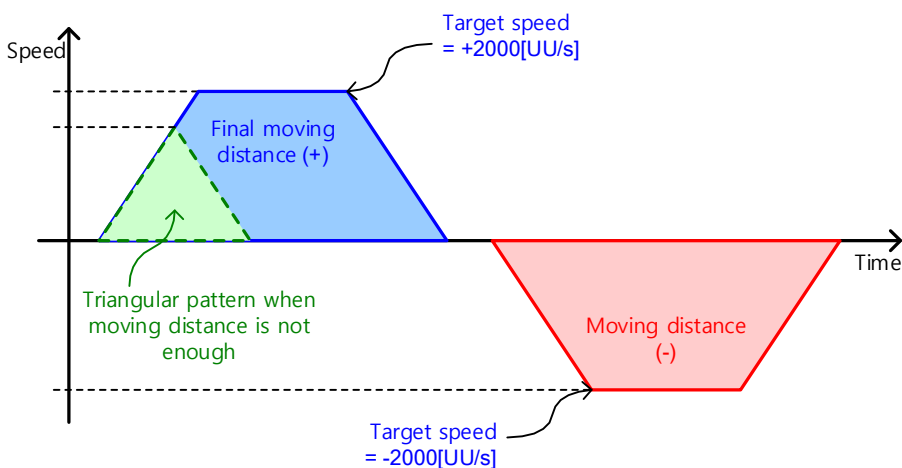 Target speed
= +2000[UU/s]
Speed
Final moving
distance (+)
Time
Triangular pattern when
moving distance is not
enough
Moving distance
(-)
Target speed
= -2000[UU/s]